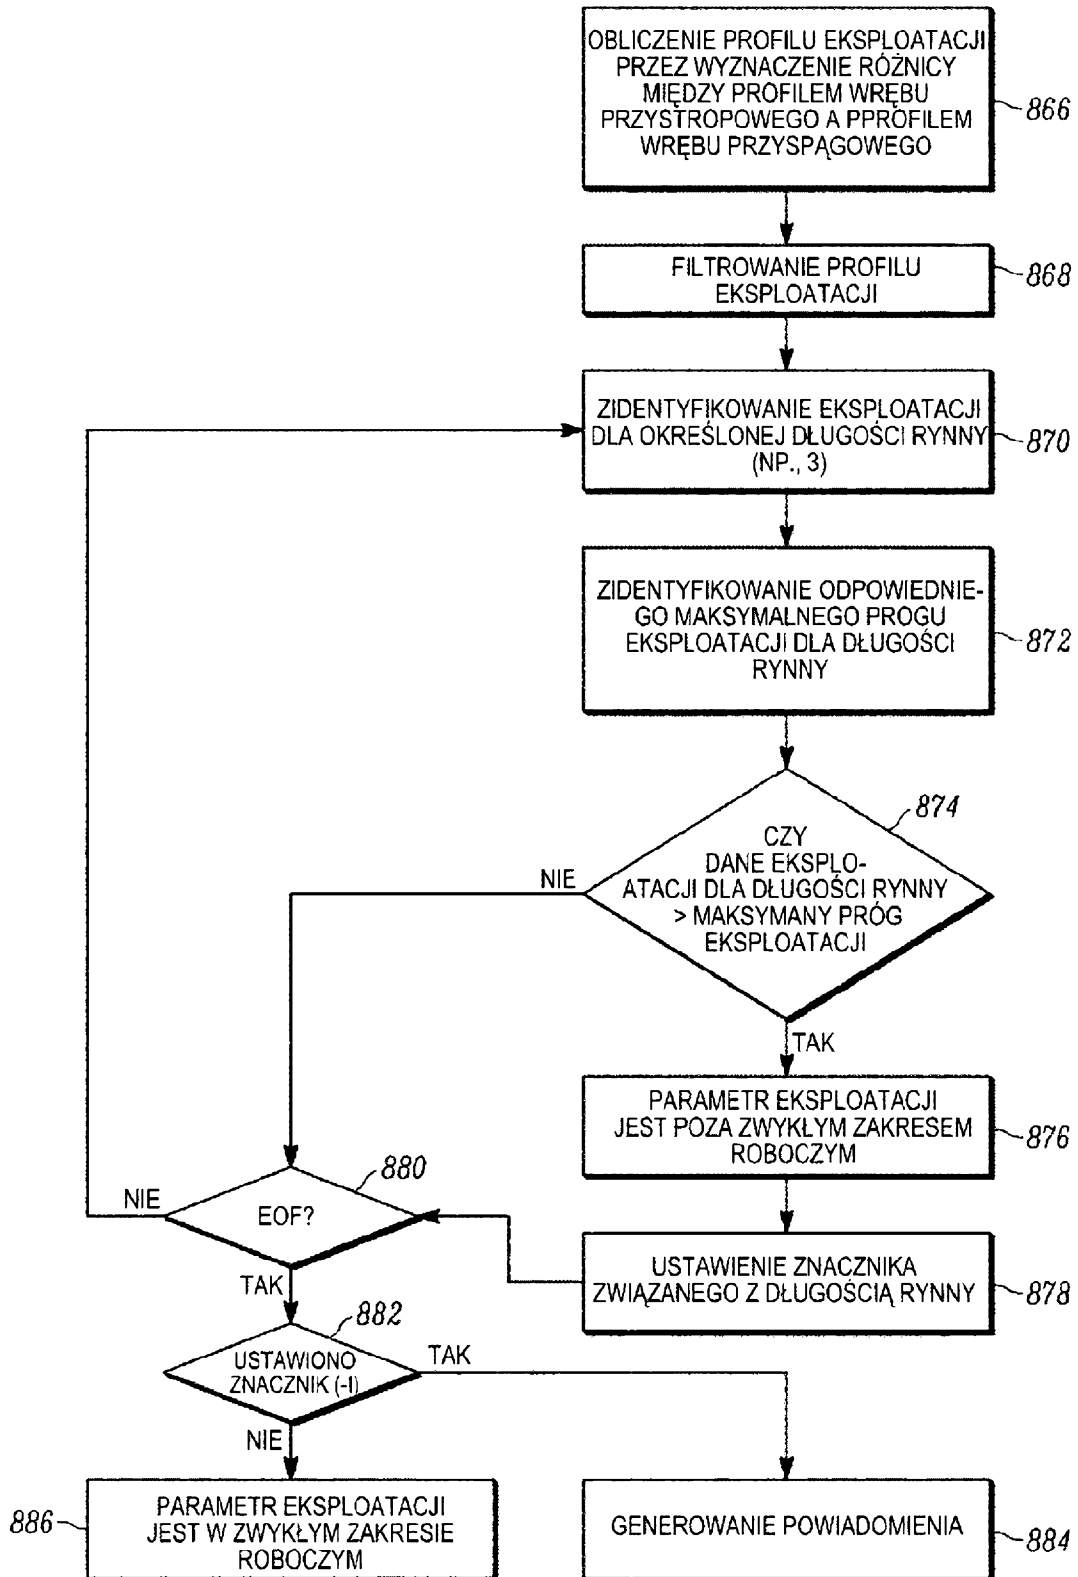 OBLICZENIE PROFILU EKSPLOATACJI
PRZEZ WYZNACZENIE RÓŻNICY
MIĘDZY PROFILEM WRĘBU
PRZYSTROPOWEGO A PPROFILEM
WRĘBU PRZYSPĄGOWEGO
866
FILTROWANIE PROFILU
EKSPLOATACJI
868
ZIDENTYFIKOWANIE EKSPLOATACJI
DLA OKREŚLONEJ DŁUGOŚCI RYNNY
(NP., 3)
870
ZIDENTYFIKOWANIE ODPOWIEDNIE-
GO MAKSYMALNEGO PROGU
EKSPLOATACJI DLA DŁUGOŚCI
RYNNY
872
874
CZY
DANE EKSPLO-
ATACJI DLA DŁUGOŚCI RYNNY
> MAKSYMANY PRÓG
EKSPLOATACJI
NIE
TAK
PARAMETR EKSPLOATACJI
JEST POZA ZWYKŁYM ZAKRESEM
ROBOCZYM
876
880
NIE
EOF?
TAK
USTAWIENIE ZNACZNIKA
ZWIĄZANEGO Z DŁUGOŚCIĄ RYNNY
878
882
USTAWIONO
ZNACZNIK (-I)
TAK
NIE
886
PARAMETR EKSPLOATACJI
JEST W ZWYKŁYM ZAKRESIE
ROBOCZYM
GENEROWANIE POWIADOMIENIA
884